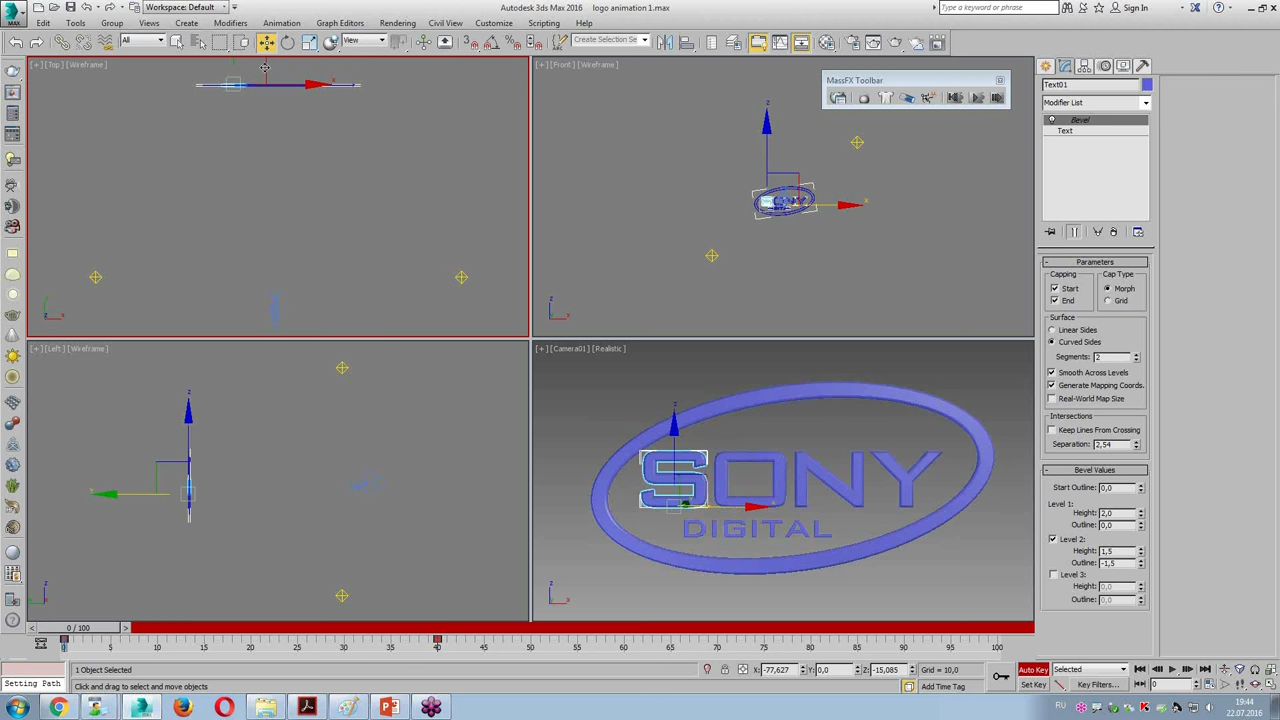 MAX
Workspace: Default
Autodesk 3ds Max 2016    logo animation 1.max
Type a keyword or phrase
Sign In
Edit Tools Group Views Create Modifiers Animation Graph Editors Rendering Civil View Customize Scripting Help
All
View
Create Selection Se
[+] [Top] [Wireframe]
[+] [Front] [Wireframe]
MassFX Toolbar
Text01
Modifier List
Bevel
Text
[+] [Left] [Wireframe]
[+] [Camera01] [Realistic]
SONY
DIGITAL
Parameters
Capping
Start
End
Cap Type
Morph
Grid
Surface
Linear Sides
Curved Sides
Segments: 2
Smooth Across Levels
Generate Mapping Coords.
Real-World Map Size
Intersections
Keep Lines From Crossing
Separation: 2,54
Bevel Values
Start Outline: 0,0
Level 1:
Height: 2,0
Outline: 0,0
Level 2:
Height: 1,5
Outline: -1,5
Level 3:
Height: 0,0
Outline: 0,0
0 / 100
0 5 10 15 20 25 30 35 40 45 50 55 60 65 70 75 80 85 90 95 100
1 Object Selected
X: -77,627 Y: 0,0 Z: -15,085 Grid = 10,0
Auto Key Selected
Setting Path
Click and drag to select and move objects
Add Time Tag
Set Key Key Filters...
0
RU
19:44
22.07.2016